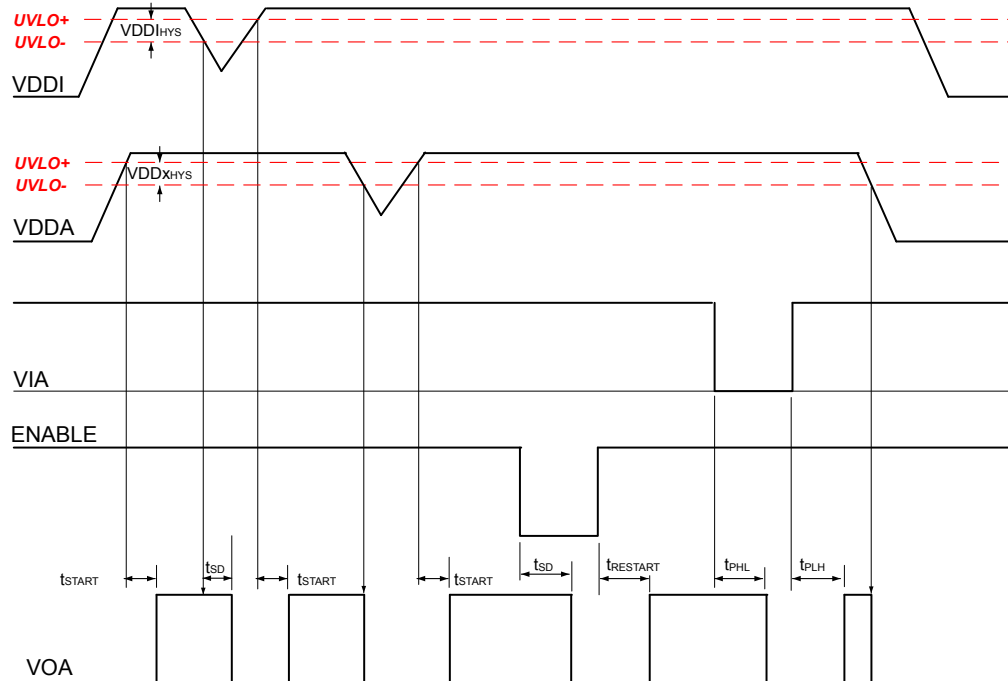 UVLO+
VDDIHYS
UVLO-
VDDI
UVLO+
VDDxHYS
UVLO-
VDDA
VIA
ENABLE
tSTART
tSD
tSTART
tSTART
tSD
tRESTART
tPHL
tPLH
VOA